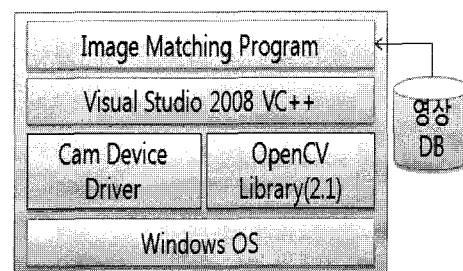 Image Matching Program
Visual Studio 2008 VC++
영상
DB
Cam Device
Driver
OpenCV
Library(2.1)
Windows OS